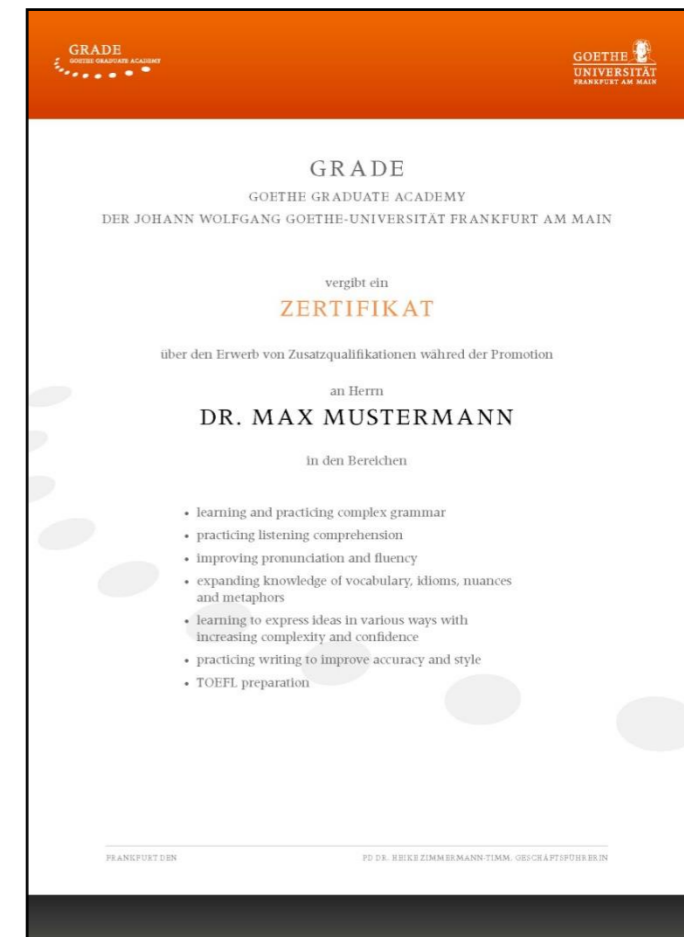 GRADE
GOETHE GRADUATE ACADEMY
GOETHE
UNIVERSITÄT
FRANKFURT AM MAIN
GRADE
GOETHE GRADUATE ACADEMY
DER JOHANN WOLFGANG GOETHE-UNIVERSITÄT FRANKFURT AM MAIN
vergibt ein
ZERTIFIKAT
über den Erwerb von Zusatzqualifikationen währed der Promotion
an Herrn
DR. MAX MUSTERMANN
in den Bereichen
• learning and practicing complex grammar
• practicing listening comprehension
• improving pronunciation and fluency
• expanding knowledge of vocabulary, idioms, nuances
and metaphors
• learning to express ideas in various ways with
increasing complexity and confidence
• practicing writing to improve accuracy and style
• TOEFL preparation
FRANKFURT DEN
PD DR. HEIKE ZIMMERMANN-TIMM, GESCHÄFTSFÜHRERIN